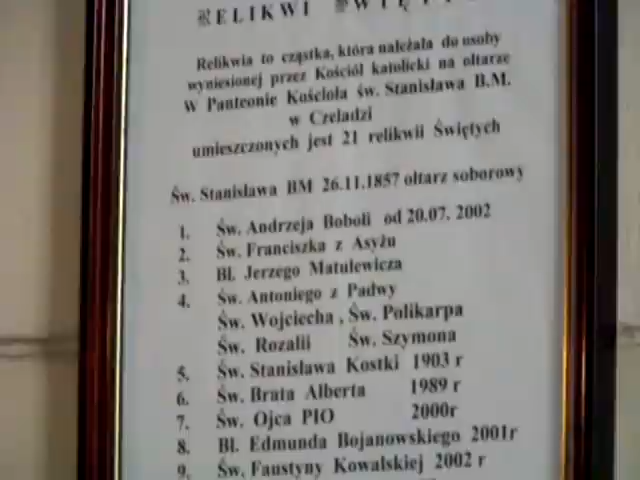 RELIKWI ŚWIĘT
Relikwia to cząstka, która należała do osoby
wyniesionej przez Kościół katolicki na ołtarze
W Panteonie Kościoła św. Stanisława B.M.
w Czeladzi
umieszczonych jest 21 relikwii Świętych
Św. Stanisława BM 26.11.1857 ołtarz soborowy
1. Św. Andrzeja Boboli od 20.07. 2002
2. Św. Franciszka z Asyżu
3. Bł. Jerzego Matulewicza
4. Św. Antoniego z Padwy
Św. Wojciecha , Św. Polikarpa
Św. Rozalii Św. Szymona
5. Św. Stanisława Kostki 1903 r
6. Św. Brata Alberta 1989 r
7. Św. Ojca PIO 2000r
8. Bł. Edmunda Bojanowskiego 2001r
9. Św. Faustyny Kowalskiej 2002 r